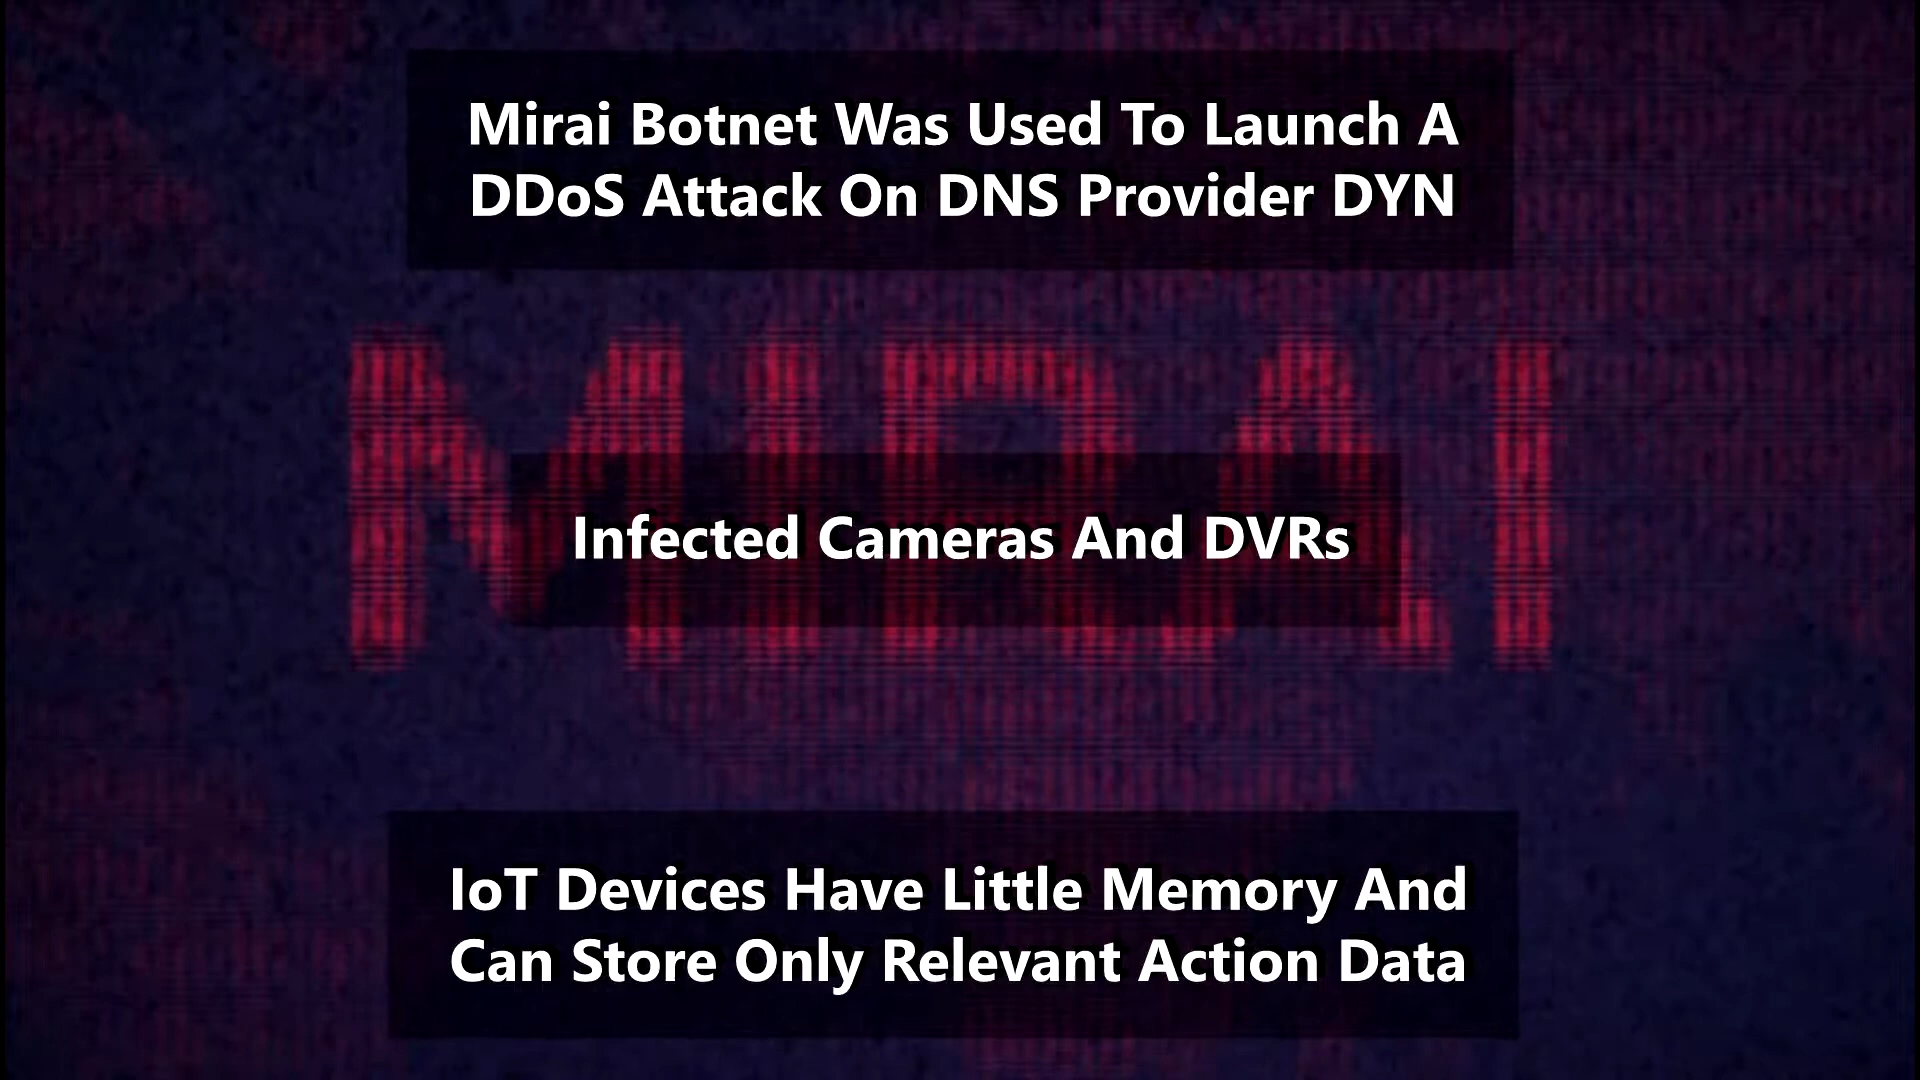 Mirai Botnet Was Used To Launch A
DDoS Attack On DNS Provider DYN
MIRAI
Infected Cameras And DVRs
IoT Devices Have Little Memory And
Can Store Only Relevant Action Data